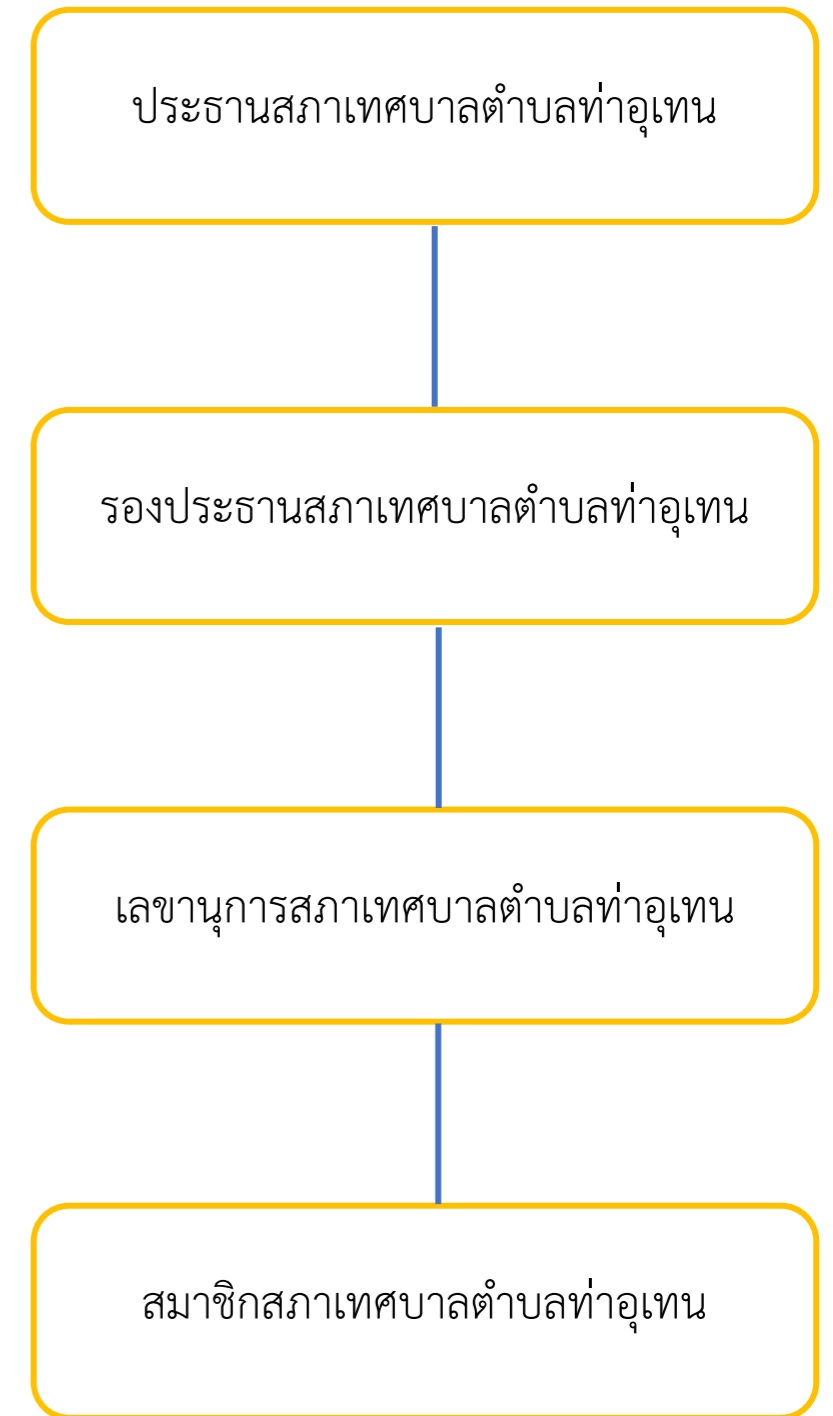 ประธานสภาเทศบาลตำบลท่าอุเทน
รองประธานสภาเทศบาลตำบลท่าอุเทน
เลขานุการสภาเทศบาลตำบลท่าอุเทน
สมาชิกสภาเทศบาลตำบลท่าอุเทน